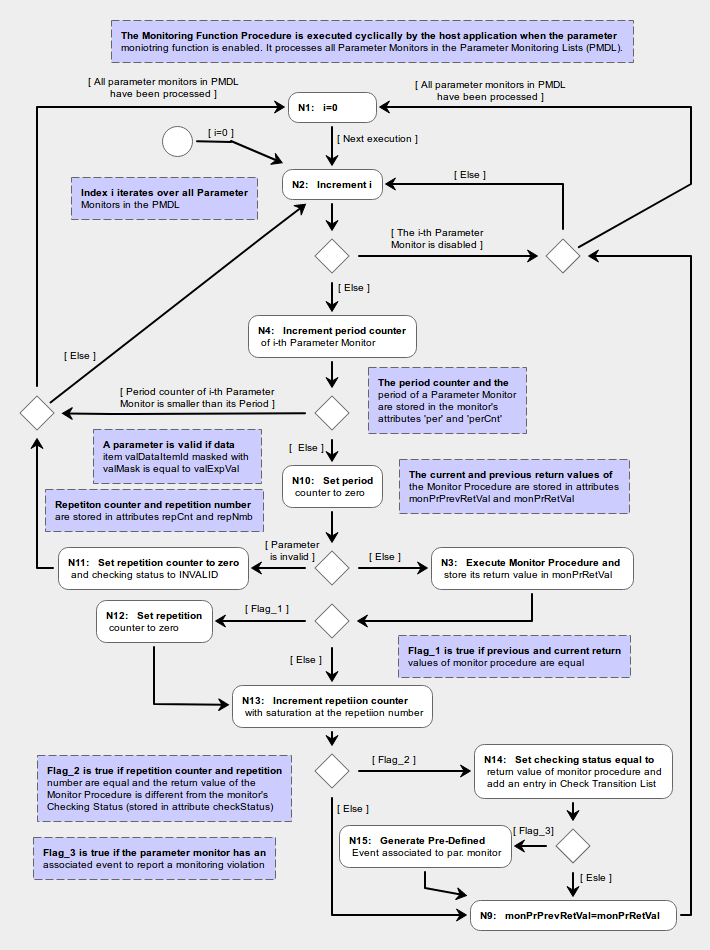 The Monitoring Function Procedure is executed cyclically by the host application when the parameter
moniotring function is enabled. It processes all Parameter Monitors in the Parameter Monitoring Lists (PMDL).
[ All parameter monitors in PMDL
have been processed ]
[ All parameter monitors in PMDL
have been processed ]
N1: i=0
[ i=0 ]
[ Next execution ]
N2: Increment i
[ Else ]
Index i iterates over all Parameter
Monitors in the PMDL
[ The i-th Parameter
Monitor is disabled ]
[ Else ]
N4: Increment period counter
of i-th Parameter Monitor
[ Else ]
The period counter and the
period of a Parameter Monitor
are stored in the monitor's
attributes 'per' and 'perCnt'
[ Period counter of i-th Parameter
Monitor is smaller than its Period ]
A parameter is valid if data
item valDataItemId masked with
valMask is equal to valExpVal
[ Else ]
N10: Set period
counter to zero
The current and previous return values of
the Monitor Procedure are stored in attributes
monPrPrevRetVal and monPrRetVal
Repetiton counter and repetition number
are stored in attributes repCnt and repNmb
[ Parameter
is invalid ]
[ Else ]
N11: Set repetition counter to zero
and checking status to INVALID
N3: Execute Monitor Procedure and
store its return value in monPrRetVal
N12: Set repetition
counter to zero
[ Flag_1 ]
Flag_1 is true if previous and current return
values of monitor procedure are equal
[ Else ]
N13: Increment repetiion counter
with saturation at the repetiion number
Flag_2 is true if repetition counter and repetition
number are equal and the return value of the
Monitor Procedure is different from the monitor's
Checking Status (stored in attribute checkStatus)
[ Flag_2 ]
N14: Set checking status equal to
return value of monitor procedure and
add an entry in Check Transition List
[ Else ]
Flag_3 is true if the parameter monitor has an
associated event to report a monitoring violation
N15: Generate Pre-Defined
Event associated to par. monitor
[ Flag_3]
[ Esle ]
N9: monPrPrevRetVal=monPrRetVal